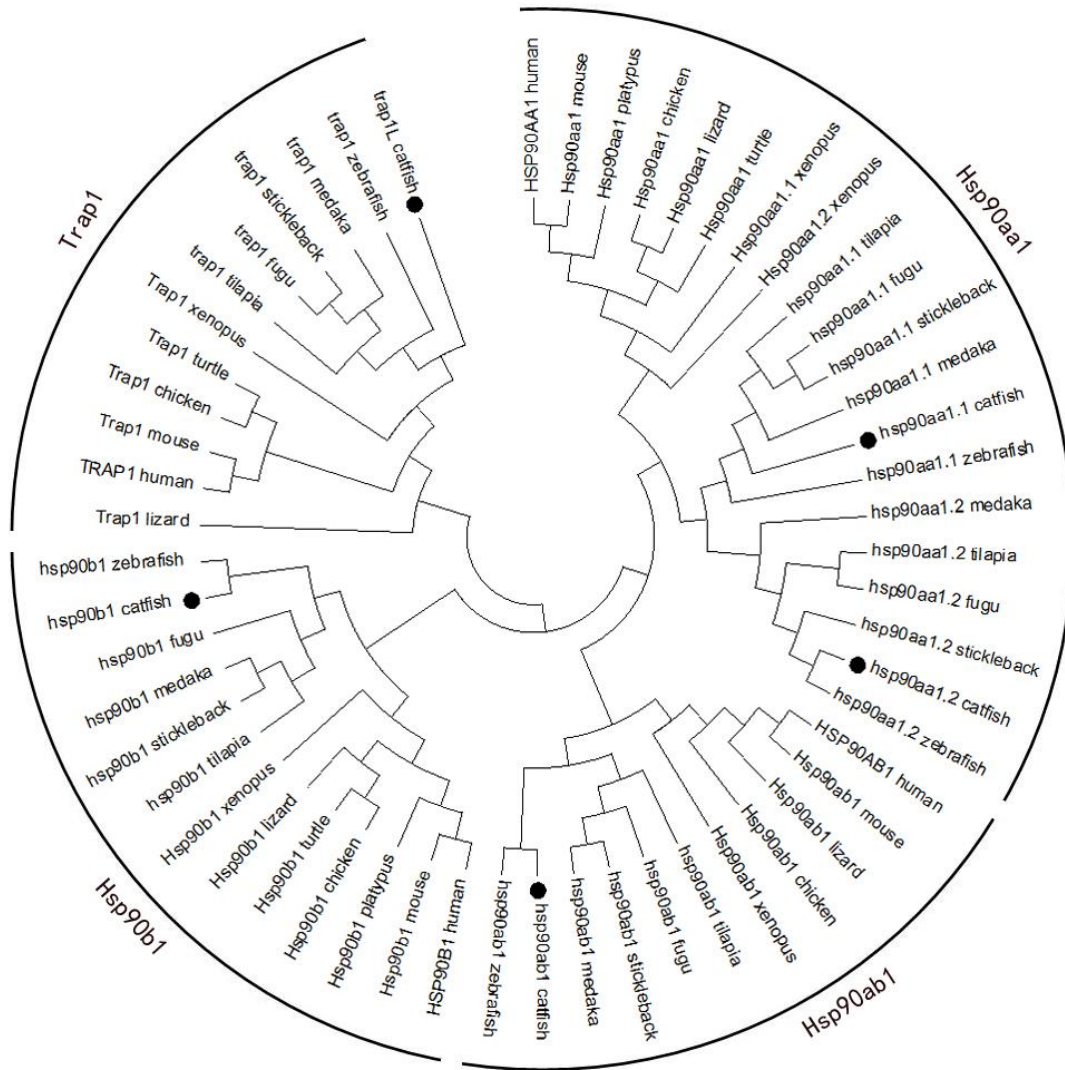 HSP90AA1 human
Hsp90aa1 mouse
Hsp90aa1 platypus
Hsp90aa1 chicken
Hsp90aa1 lizard
Hsp90aa1 turtle
Hsp90aa1.1 xenopus
Hsp90aa1.2 xenopus
hsp90aa1.1 tilapia
hsp90aa1.1 fugu
hsp90aa1.1 stickleback
hsp90aa1.1 medaka
hsp90aa1.1 catfish
hsp90aa1.1 zebrafish
hsp90aa1.2 medaka
hsp90aa1.2 tilapia
hsp90aa1.2 fugu
hsp90aa1.2 stickleback
hsp90aa1.2 catfish
hsp90aa1.2 zebrafish
Hsp90aa1
HSP90AB1 human
Hsp90ab1 mouse
Hsp90ab1 lizard
Hsp90ab1 chicken
Hsp90ab1 xenopus
hsp90ab1 tilapia
hsp90ab1 fugu
hsp90ab1 stickleback
hsp90ab1 medaka
hsp90ab1 catfish
hsp90ab1 zebrafish
Hsp90ab1
HSP90B1 human
Hsp90b1 mouse
Hsp90b1 platypus
Hsp90b1 chicken
Hsp90b1 turtle
Hsp90b1 lizard
Hsp90b1 xenopus
hsp90b1 tilapia
hsp90b1 stickleback
hsp90b1 medaka
hsp90b1 fugu
hsp90b1 catfish
hsp90b1 zebrafish
Hsp90b1
Trap1 lizard
TRAP1 human
Trap1 mouse
Trap1 chicken
Trap1 turtle
Trap1 xenopus
trap1 tilapia
trap1 fugu
trap1 stickleback
trap1 medaka
trap1 zebrafish
trap1L catfish
Trap1